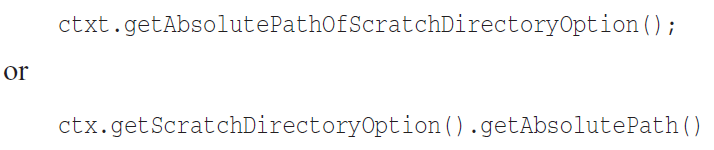 ctxt.getAbsolutePathOfScratchDirectoryOption();
or
ctx.getScratchDirectoryOption().getAbsolutePath()